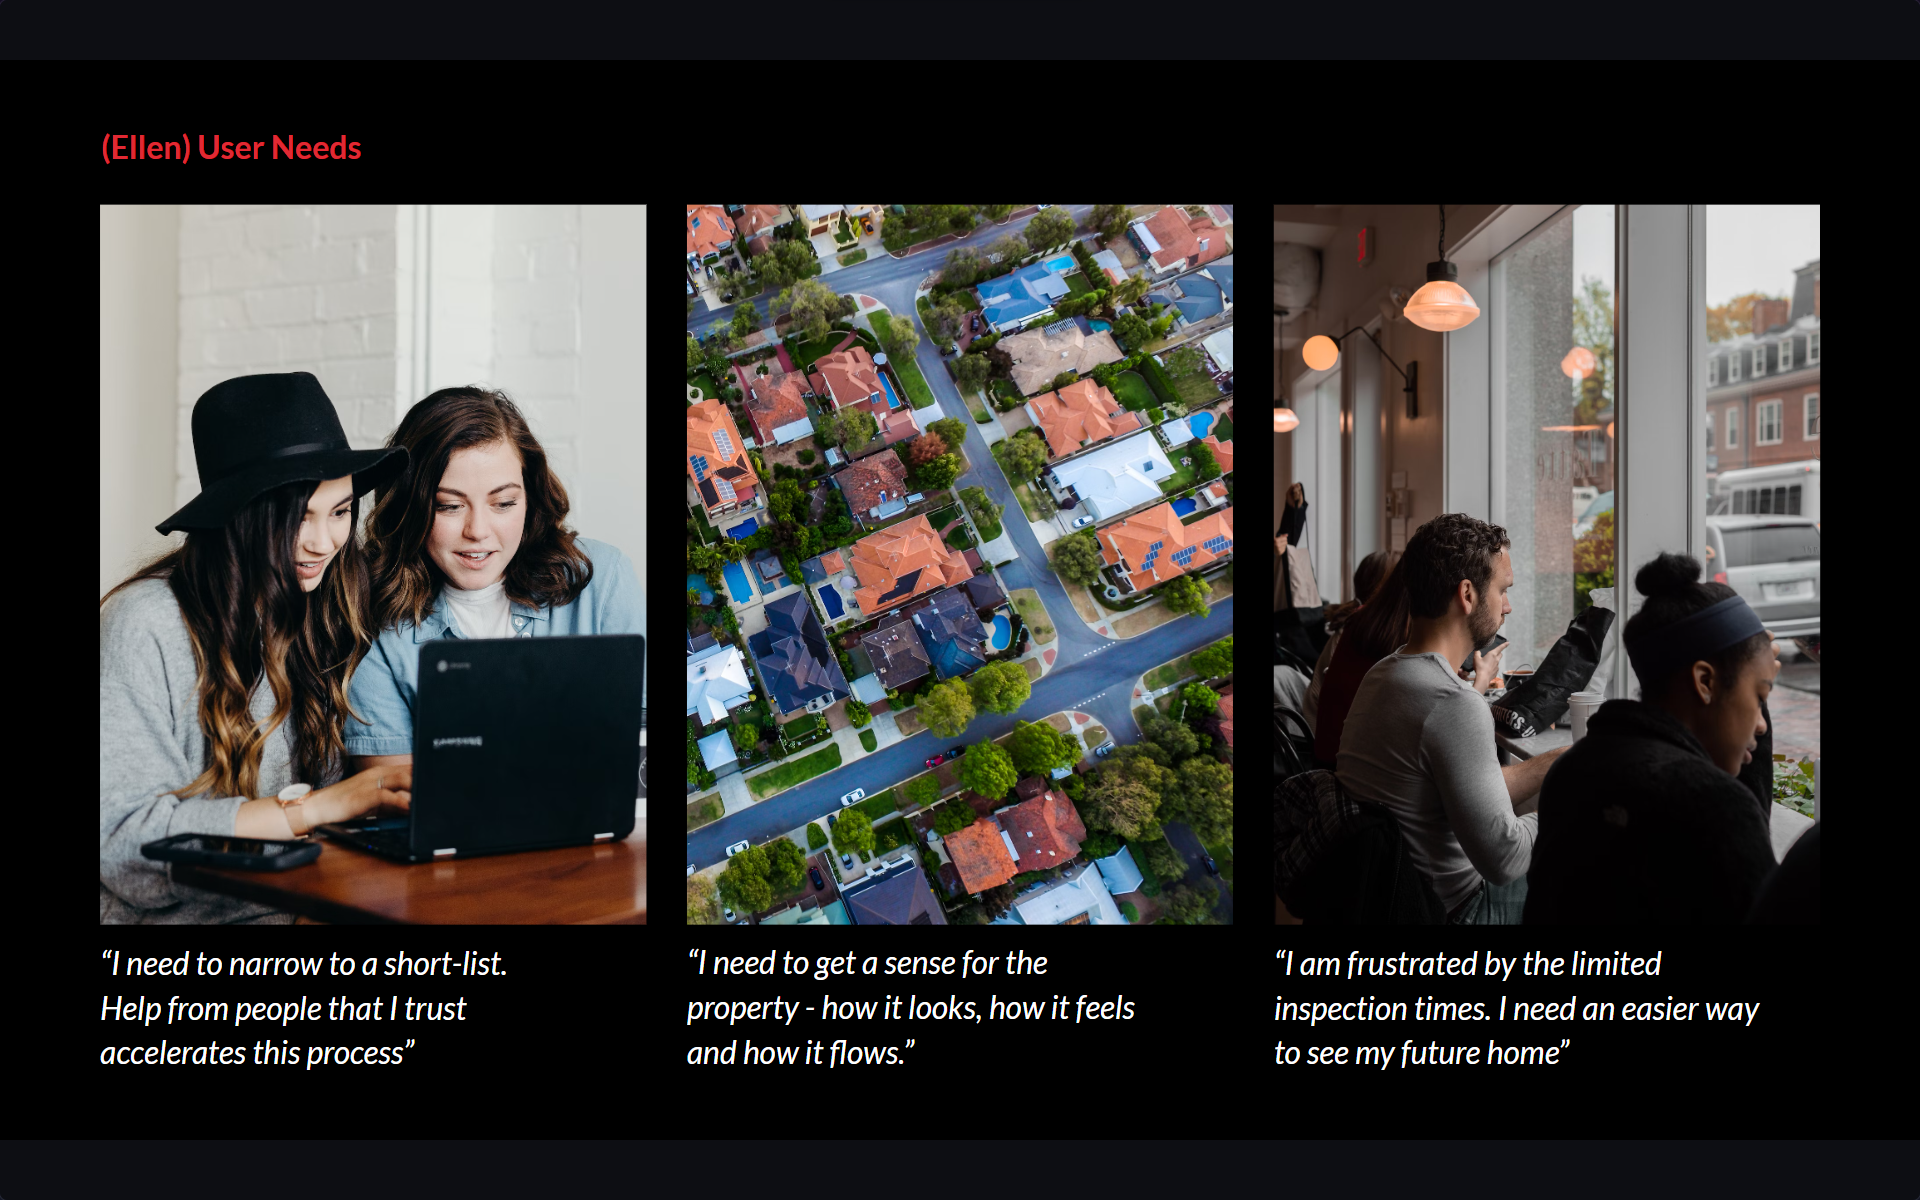 (Ellen) User Needs
SAMSUNG
“I need to narrow to a short-list.
Help from people that I trust
accelerates this process”
“I need to get a sense for the
property - how it looks, how it feels
and how it flows.”
“I am frustrated by the limited
inspection times. I need an easier way
to see my future home”